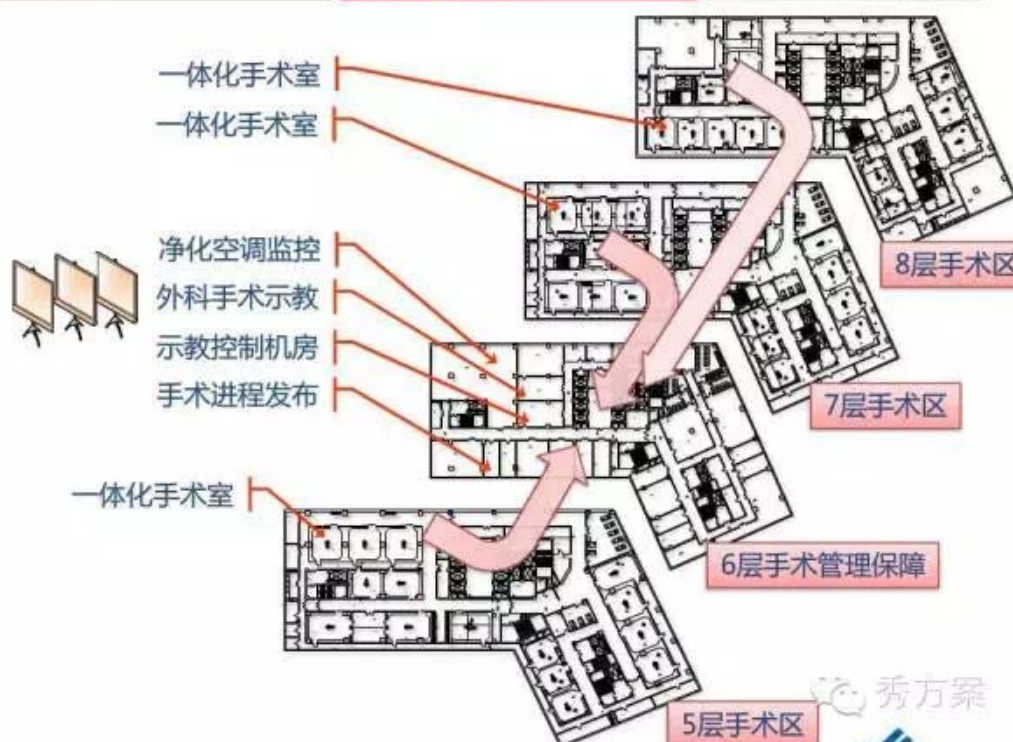 一体化手术室
一体化手术室
净化空调监控
外科手术示教
示教控制机房
手术进程发布
一体化手术室
8层手术区
7层手术区
6层手术管理保障
5层手术区
秀方案